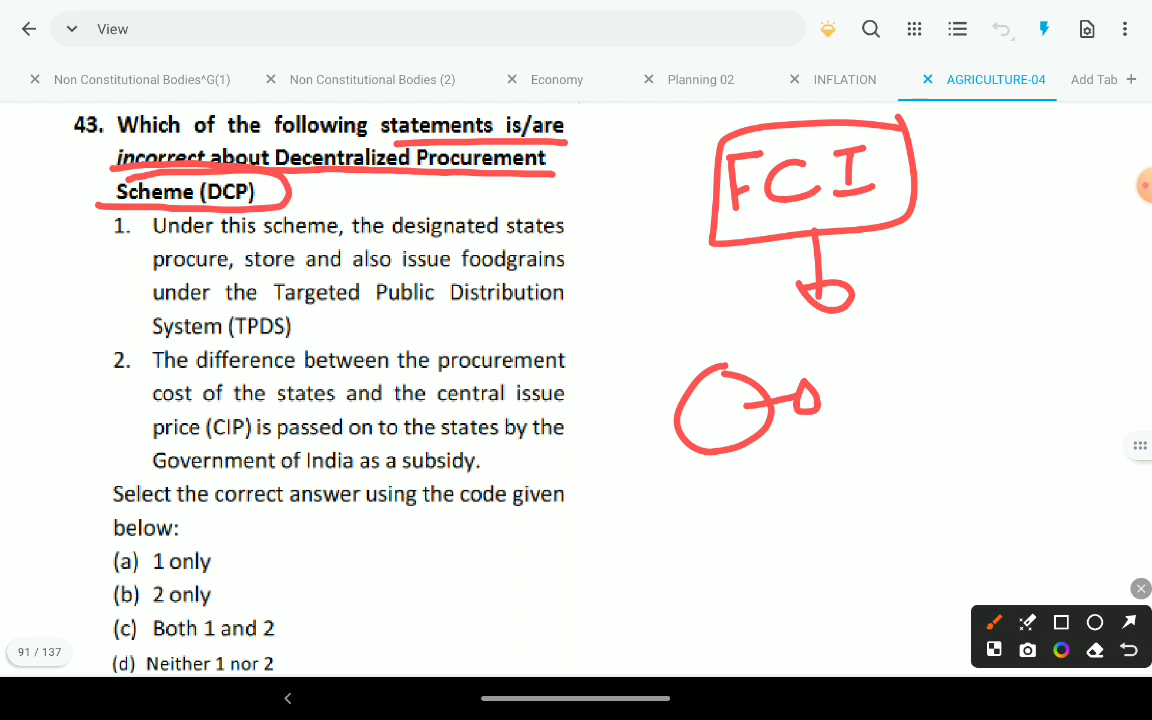 View
Non Constitutional Bodies^G(1)
Non Constitutional Bodies (2)
Economy
Planning 02
INFLATION
AGRICULTURE-04
Add Tab +
43. Which of the following statements is/are
incorrect about Decentralized Procurement
Scheme (DCP)
1. Under this scheme, the designated states
procure, store and also issue foodgrains
under the Targeted Public Distribution
System (TPDS)
2. The difference between the procurement
cost of the states and the central issue
price (CIP) is passed on to the states by the
Government of India as a subsidy.
Select the correct answer using the code given
below:
(a) 1 only
(b) 2 only
(c) Both 1 and 2
(d) Neither 1 nor 2
FCI
91 / 137